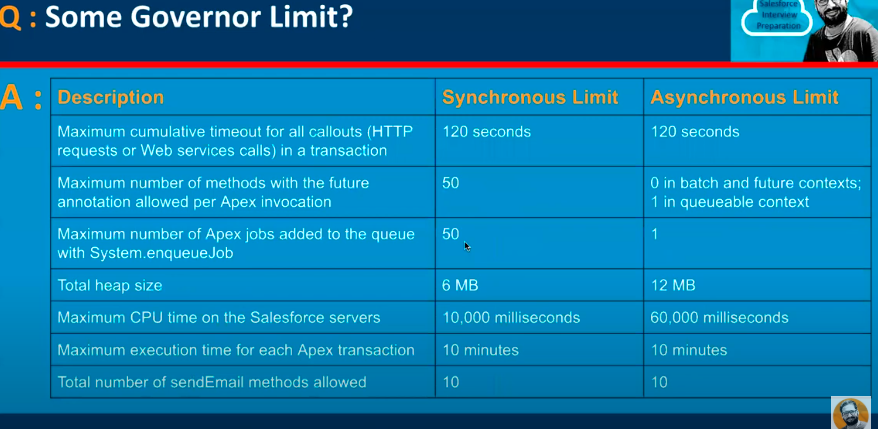 Q : Some Governor Limit?
Salesforce
Interview
Preparation
A :
Description Synchronous Limit Asynchronous Limit
Maximum cumulative timeout for all callouts (HTTP 120 seconds 120 seconds
requests or Web services calls) in a transaction
Maximum number of methods with the future 50 0 in batch and future contexts;
annotation allowed per Apex invocation 1 in queueable context
Maximum number of Apex jobs added to the queue 50 1
with System.enqueueJob
Total heap size 6 MB 12 MB
Maximum CPU time on the Salesforce servers 10,000 milliseconds 60,000 milliseconds
Maximum execution time for each Apex transaction 10 minutes 10 minutes
Total number of sendEmail methods allowed 10 10